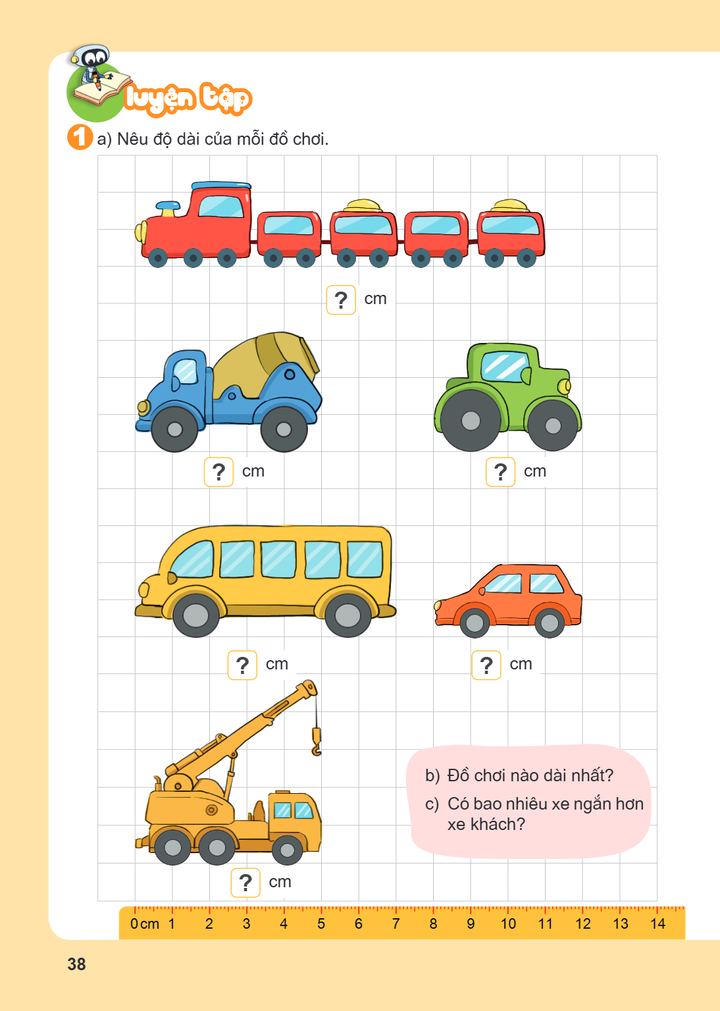 luyện tập
1 a) Nêu độ dài của mỗi đồ chơi.
? cm
? cm
? cm
? cm
? cm
? cm
b) Đồ chơi nào dài nhất?
c) Có bao nhiêu xe ngắn hơn
xe khách?
0 cm 1 2 3 4 5 6 7 8 9 10 11 12 13 14
38